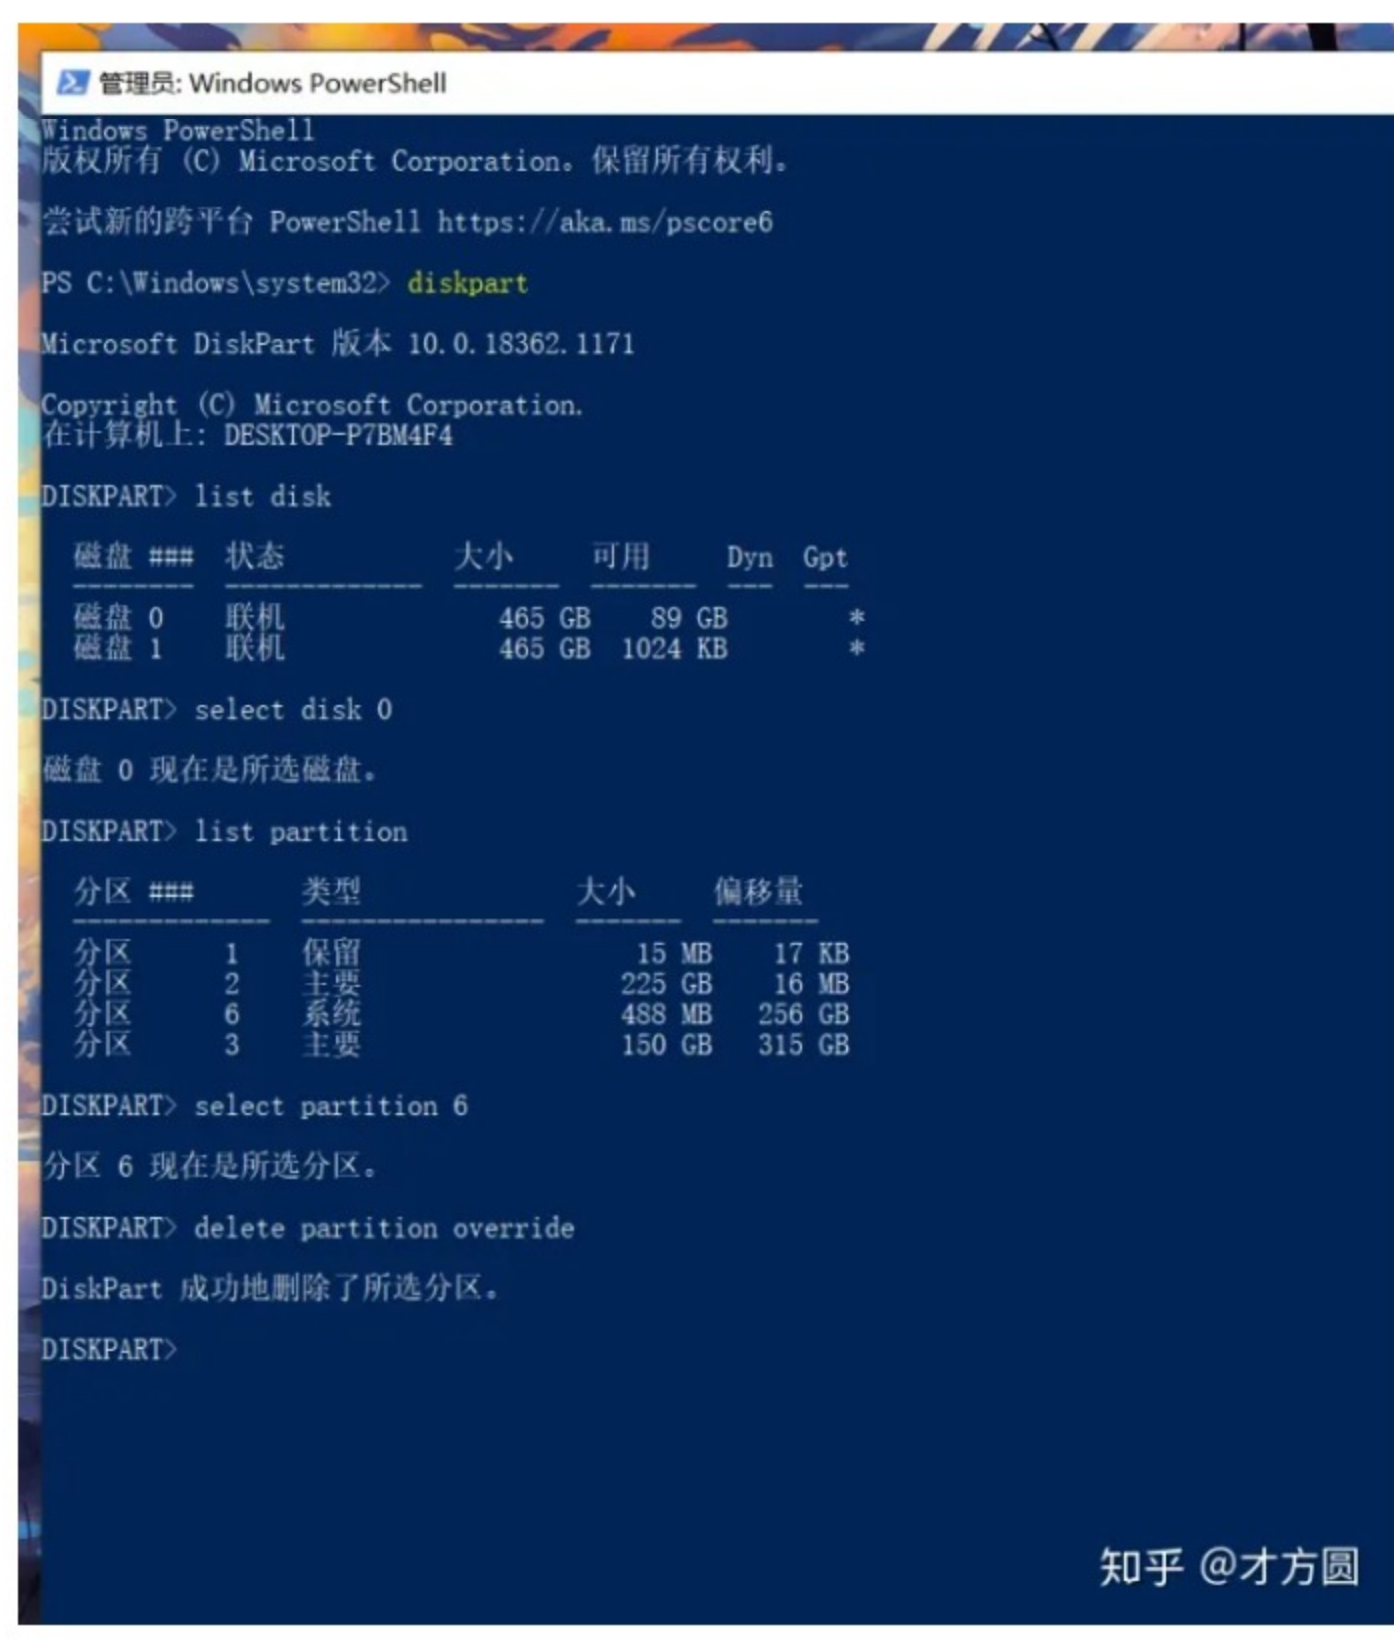 管理员: Windows PowerShell
Windows PowerShell
版权所有 (C) Microsoft Corporation。保留所有权利。
尝试新的跨平台 PowerShell https://aka.ms/pscore6
PS C:\Windows\system32> diskpart
Microsoft DiskPart 版本 10.0.18362.1171
Copyright (C) Microsoft Corporation.
在计算机上: DESKTOP-P7BM4F4
DISKPART> list disk
磁盘 ### 状态 大小 可用 Dyn Gpt
-------- ------------- ------- ------- --- ---
磁盘 0 联机 465 GB 89 GB *
磁盘 1 联机 465 GB 1024 KB *
DISKPART> select disk 0
磁盘 0 现在是所选磁盘。
DISKPART> list partition
分区 ### 类型 大小 偏移量
------------- ---------------- ------- -------
分区 1 保留 15 MB 17 KB
分区 2 主要 225 GB 16 MB
分区 6 系统 488 MB 256 GB
分区 3 主要 150 GB 315 GB
DISKPART> select partition 6
分区 6 现在是所选分区。
DISKPART> delete partition override
DiskPart 成功地删除了所选分区。
DISKPART>
知乎 @才方圆